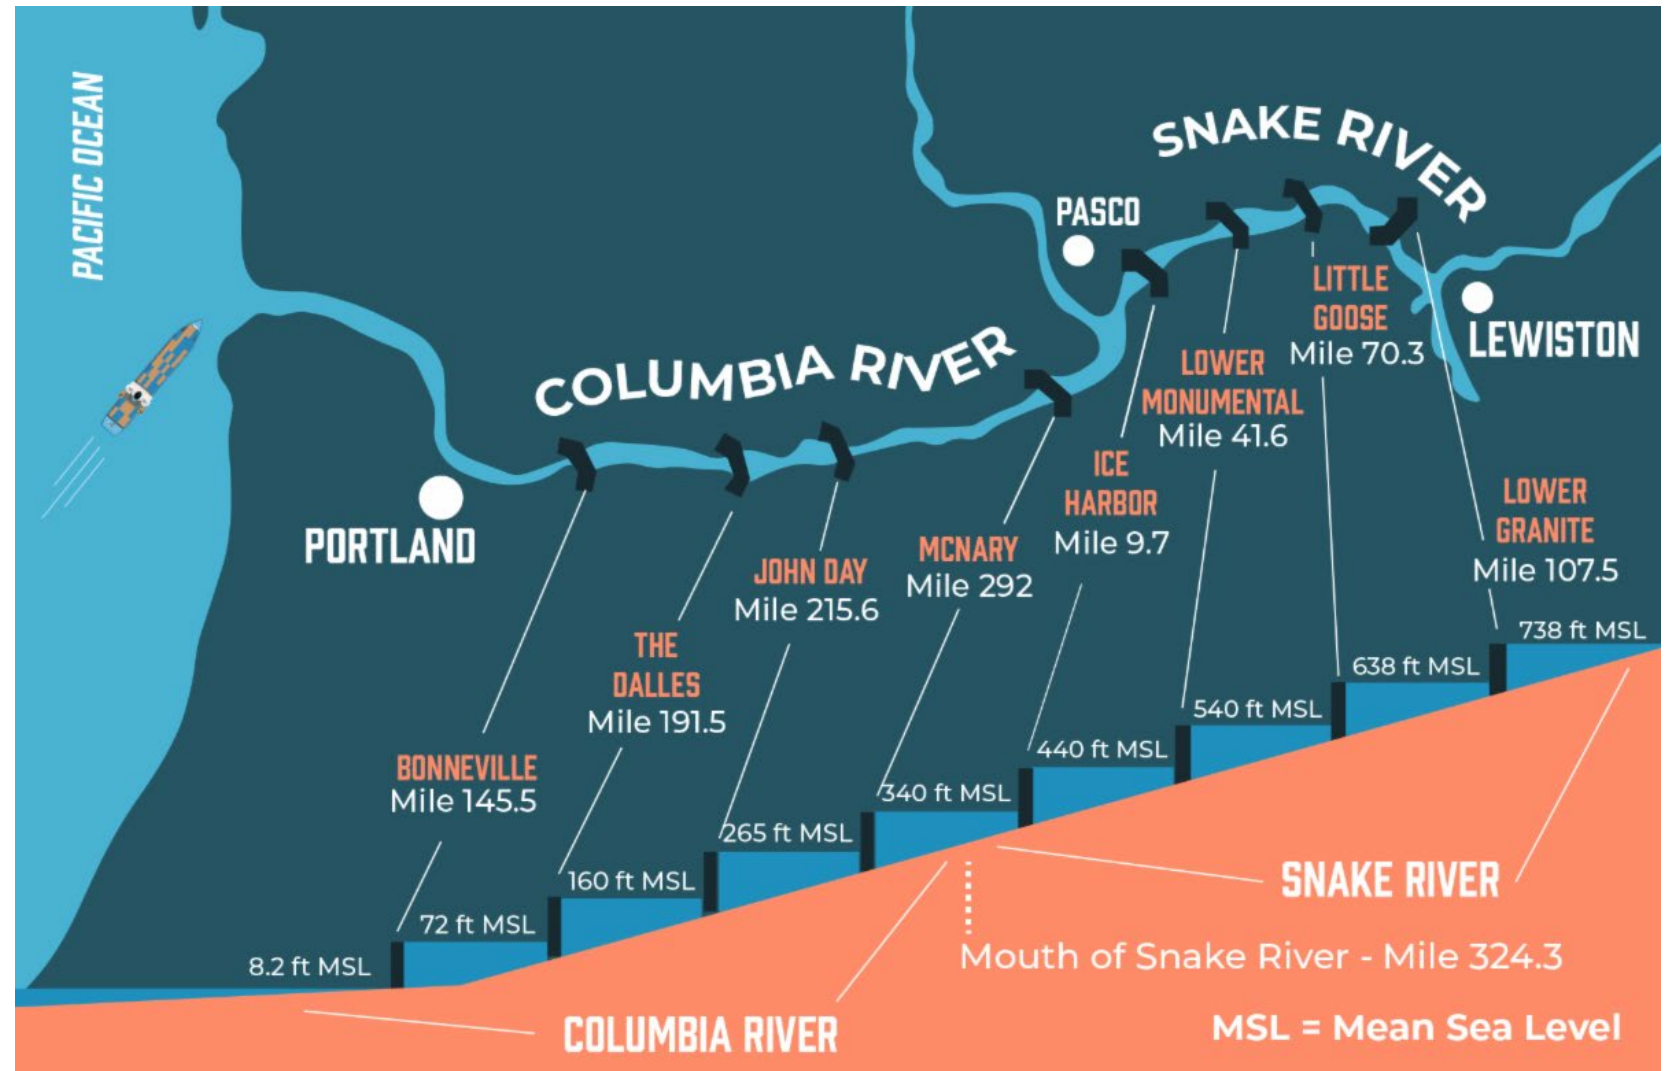 PACIFIC OCEAN
SNAKE RIVER
PASCO
LITTLE
GOOSE
Mile 70.3
LEWISTON
COLUMBIA RIVER
LOWER
MONUMENTAL
Mile 41.6
ICE
HARBOR
Mile 9.7
LOWER
GRANITE
Mile 107.5
PORTLAND
MCNARY
Mile 292
JOHN DAY
Mile 215.6
THE
DALLES
Mile 191.5
BONNEVILLE
Mile 145.5
738 ft MSL
638 ft MSL
540 ft MSL
440 ft MSL
340 ft MSL
265 ft MSL
160 ft MSL
72 ft MSL
8.2 ft MSL
SNAKE RIVER
Mouth of Snake River - Mile 324.3
COLUMBIA RIVER
MSL = Mean Sea Level